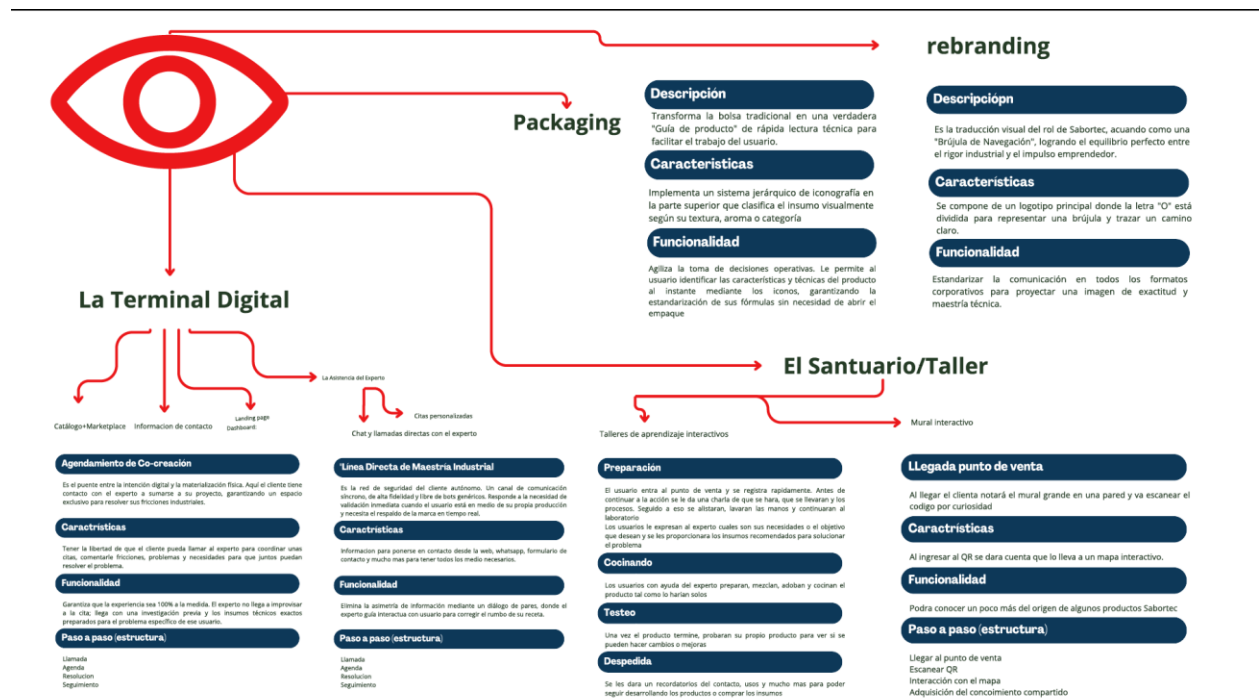 rebranding
Packaging
Descripción
Transforma la bolsa tradicional en una verdadera
"Guía de producto" de rápida lectura técnica para
facilitar el trabajo del usuario.
Caracteristicas
Implementa un sistema jerárquico de iconografía en
la parte superior que clasifica el insumo visualmente
según su textura, aroma o categoría
Funcionalidad
Agiliza la toma de decisiones operativas. Le permite al
usuario identificar las características y técnicas del producto
al instante mediante los iconos, garantizando la
estandarización de sus fórmulas sin necesidad de abrir el
empaque
Descripciópn
Es la traducción visual del rol de Sabortec, acuando como una
"Brújula de Navegación", logrando el equilibrio perfecto entre
el rigor industrial y el impulso emprendedor.
Características
Se compone de un logotipo principal donde la letra "O" está
dividida para representar una brújula y trazar un camino
claro.
Funcionalidad
Estandarizar la comunicación en todos los formatos
corporativos para proyectar una imagen de exactitud y
maestría técnica.
La Terminal Digital
Catálogo+Marketplace
Informacion de contacto
Landing page
Dashboard:
La Asistencia del Experto
Citas personalizadas
Chat y llamadas directas con el experto
El Santuario/Taller
Talleres de aprendizaje interactivos
Mural interactivo
Agendamiento de Co-creación
Es el puente entre la intención digital y la materialización física. Aquí el cliente tiene
contacto con el experto a sumarse a su proyecto, garantizando un espacio
exclusivo para resolver sus fricciones industriales.
Caractrísticas
Tener la libertad de que el cliente pueda llamar al experto para coordinar unas
citas, comentarle fricciones, problemas y necesidades para que juntos puedan
resolver el problema.
Funcionalidad
Garantiza que la experiencia sea 100% a la medida. El experto no llega a improvisar
a la cita; llega con una investigación previa y los insumos técnicos exactos
preparados para el problema específico de ese usuario.
Paso a paso (estructura)
Llamada
Agenda
Resolucion
Seguimiento
'Línea Directa de Maestría Industrial
Es la red de seguridad del cliente autónomo. Un canal de comunicación
síncrono, de alta fidelidad y libre de bots genéricos. Responde a la necesidad de
validación inmediata cuando el usuario está en medio de su propia producción
y necesita el respaldo de la marca en tiempo real.
Caractrísticas
Informacion para ponerse en contacto desde la web, whatsapp, formulario de
contacto y mucho mas para tener todos los medio necesarios.
Funcionalidad
Elimina la asimetría de información mediante un diálogo de pares, donde el
experto guía interactua con usuario para corregir el rumbo de su receta.
Paso a paso (estructura)
Llamada
Agenda
Resolucion
Seguimiento
Preparación
El usuario entra al punto de venta y se registra rapidamente. Antes de
continuar a la acción se le da una charla de que se hara, que se llevaran y los
procesos. Seguido a eso se alistaran, lavaran las manos y continuaran al
laboratorio
Los usuarios le expresan al experto cuales son sus necesidades o el objetivo
que desean y se les proporcionara los insumos recomendados para solucionar
el problema
Cocinando
Los usuarios con ayuda del experto preparan, mezclan, adoban y cocinan el
producto tal como lo harian solos
Testeo
Una vez el producto termine, probaran su propio producto para ver si se
pueden hacer cambios o mejoras
Despedida
Se les dara un recordatorios del contacto, usos y mucho mas para poder
seguir desarrollando los productos o comprar los insumos
LLegada punto de venta
Al llegar el clienta notará el mural grande en una pared y va escanear el
codigo por curiosidad
Caractrísticas
Al ingresar al QR se dara cuenta que lo lleva a un mapa interactivo.
Funcionalidad
Podra conocer un poco más del origen de algunos productos Sabortec
Paso a paso (estructura)
Llegar al punto de venta
Escanear QR
Interacción con el mapa
Adquisición del concoimiento compartido